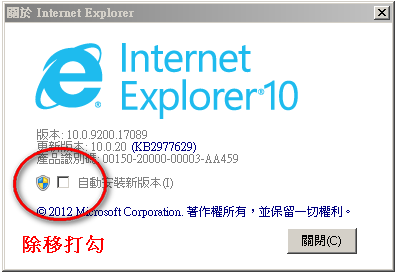 關於 Internet Explorer
Internet
Explorer®10
版本: 10.0.9200.17089
更新版本: 10.0.20 (KB2977629)
產品識別碼: 00150-20000-00003-AA459
自動安裝新版本(I)
© 2012 Microsoft Corporation. 著作權所有，並保留一切權利。
除移打勾
關閉(C)